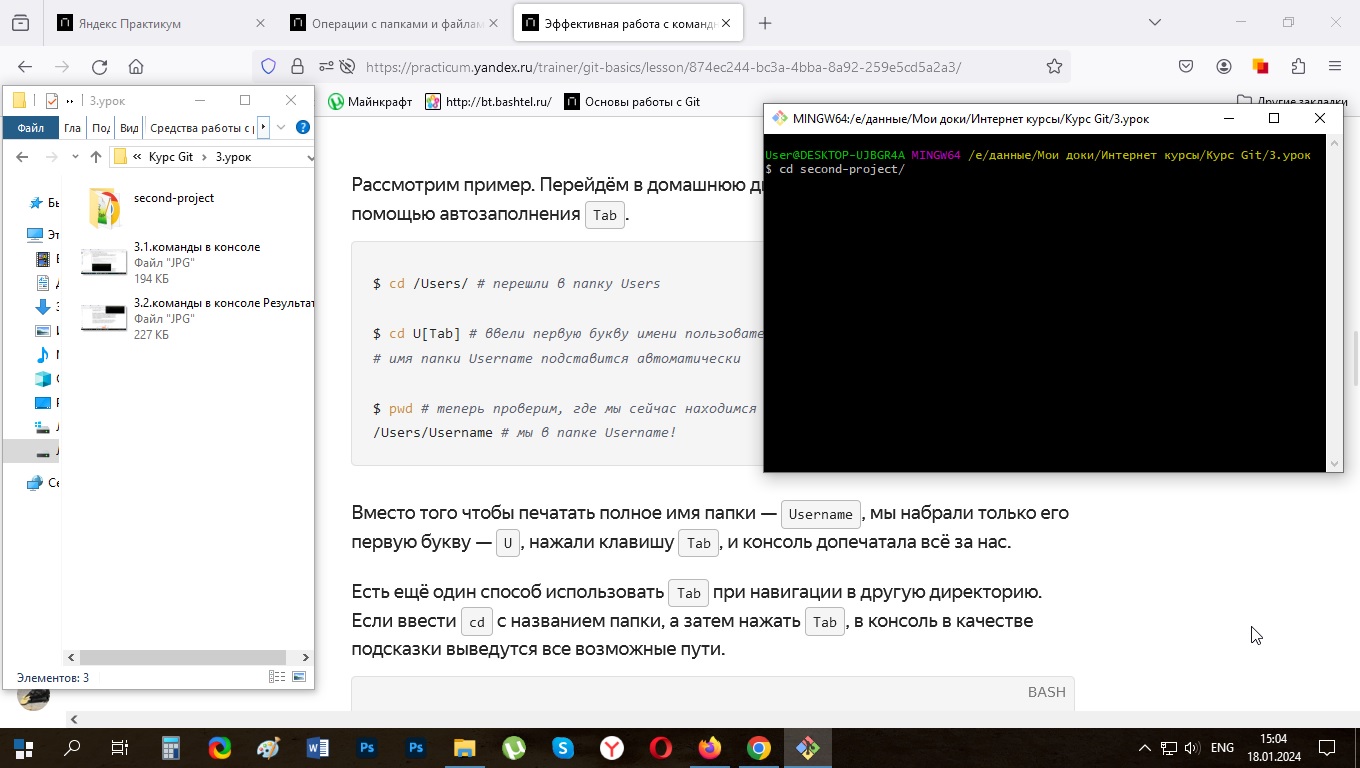 Яндекс Практикум
Операции с папками и файлам
Эффективная работа с команд
https://practicum.yandex.ru/trainer/git-basics/lesson/874ec244-bc3a-4bba-8a92-259e5cd5a2a3/
Майнкрафт
http://bt.bashtel.ru/
Основы работы с Git
Другие закладки
3.урок
Файл
Гла
Под
Вид
Средства работы с р
Курс Git > 3.урок
Бы
Эт
Се
second-project
3.1.команды в консоле
Файл "JPG"
194 КБ
3.2.команды в консоле Результат
Файл "JPG"
227 КБ
Элементов: 3
Рассмотрим пример. Перейдём в домашнюю ди
помощью автозаполнения Tab.
$ cd /Users/ # перешли в папку Users
$ cd U[Tab] # ввели первую букву имени пользовате
# имя папки Username подставится автоматически
$ pwd # теперь проверим, где мы сейчас находимся
/Users/Username # мы в папке Username!
Вместо того чтобы печатать полное имя папки — Username, мы набрали только его
первую букву — U, нажали клавишу Tab, и консоль допечатала всё за нас.
Есть ещё один способ использовать Tab при навигации в другую директорию.
Если ввести cd с названием папки, а затем нажать Tab, в консоль в качестве
подсказки выведутся все возможные пути.
BASH
MINGW64:/e/данные/Мои доки/Интернет курсы/Курс Git/3.урок
User@DESKTOP-UJBGR4A MINGW64 /e/данные/Мои доки/Интернет курсы/Курс Git/3.урок
$ cd second-project/
ENG
15:04
18.01.2024